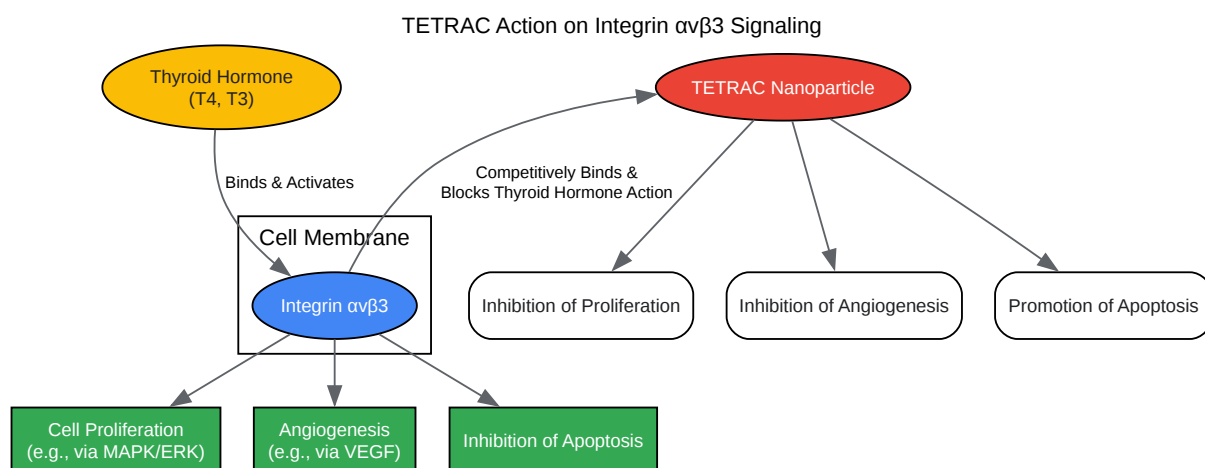 TETRAC Action on Integrin αvβ3 Signaling
Thyroid Hormone
(T4, T3)
TETRAC Nanoparticle
Binds & Activates
Competitively Binds &
Blocks Thyroid Hormone Action
Cell Membrane
Integrin αvβ3
Inhibition of Proliferation
Inhibition of Angiogenesis
Promotion of Apoptosis
Cell Proliferation
(e.g., via MAPK/ERK)
Angiogenesis
(e.g., via VEGF)
Inhibition of Apoptosis